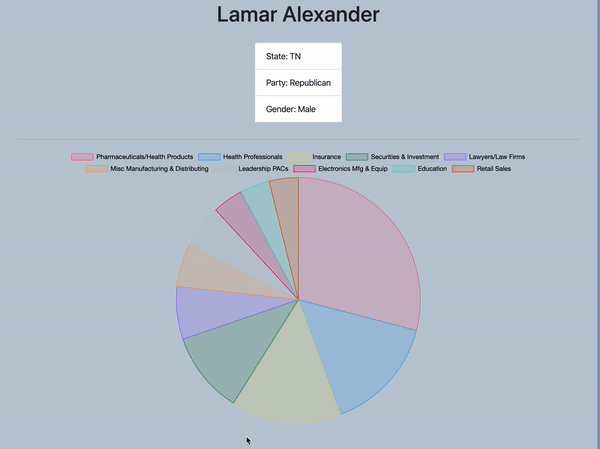 Lamar Alexander
State: TN
Party: Republican
Gender: Male
Pharmaceuticals/Health Products Health Professionals Insurance Securities & Investment Lawyers/Law Firms
Misc Manufacturing & Distributing Leadership PACs Electronics Mfg & Equip Education Retail Sales